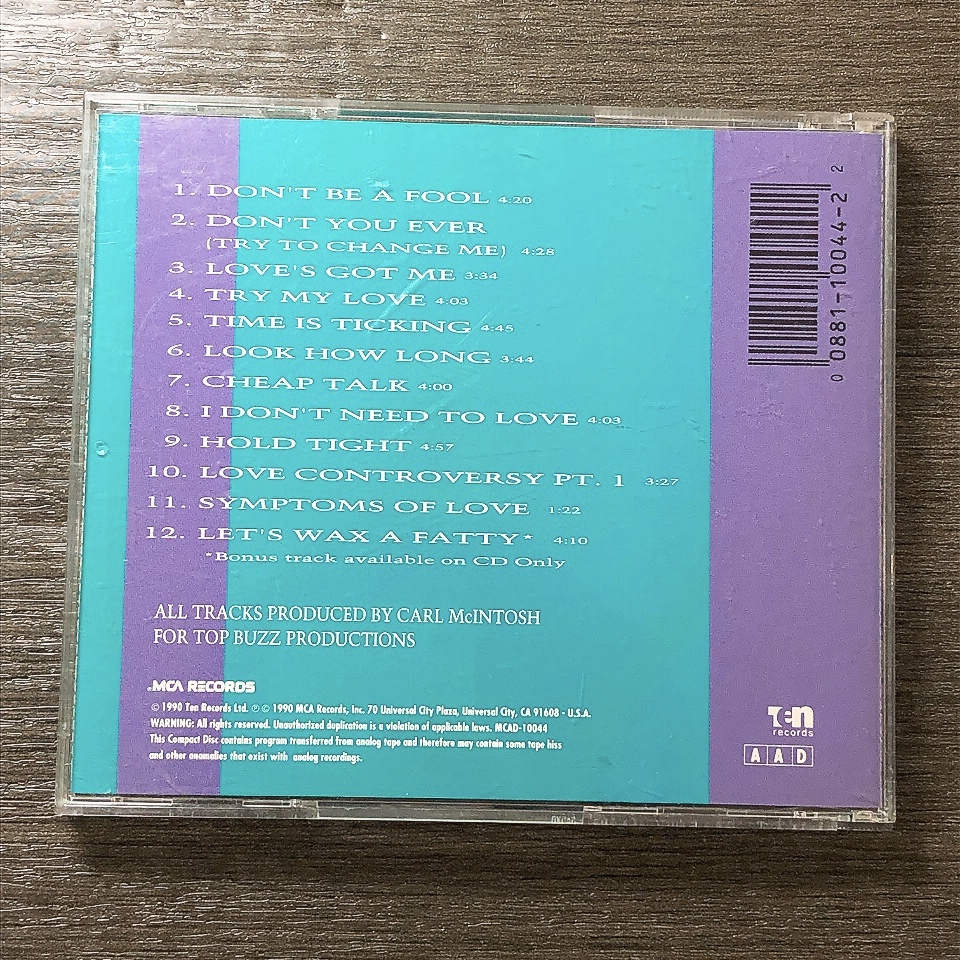 1. DON'T BE A FOOL 4:20
2. DON'T YOU EVER
(TRY TO CHANGE ME) 4:28
3. LOVE'S GOT ME 3:34
4. TRY MY LOVE 4:03
5. TIME IS TICKING 4:45
6. LOOK HOW LONG 3:44
7. CHEAP TALK 4:00
8. I DON'T NEED TO LOVE 4:03
9. HOLD TIGHT 4:57
10. LOVE CONTROVERSY PT. 1 3:27
11. SYMPTOMS OF LOVE 1:22
12. LET'S WAX A FATTY* 4:10
*Bonus track available on CD Only
ALL TRACKS PRODUCED BY CARL McINTOSH
FOR TOP BUZZ PRODUCTIONS
MCA RECORDS
© 1990 Ten Records Ltd. ℗ © 1990 MCA Records, Inc. 70 Universal City Plaza, Universal City, CA 91608 - U.S.A.
WARNING: All rights reserved. Unauthorized duplication is a violation of applicable laws. MCAD-10044
This Compact Disc contains program transferred from analog tape and therefore may contain some tape hiss
and other anomalies that exist with analog recordings.
0 0881-10044-2 2
Ten
records
A A D